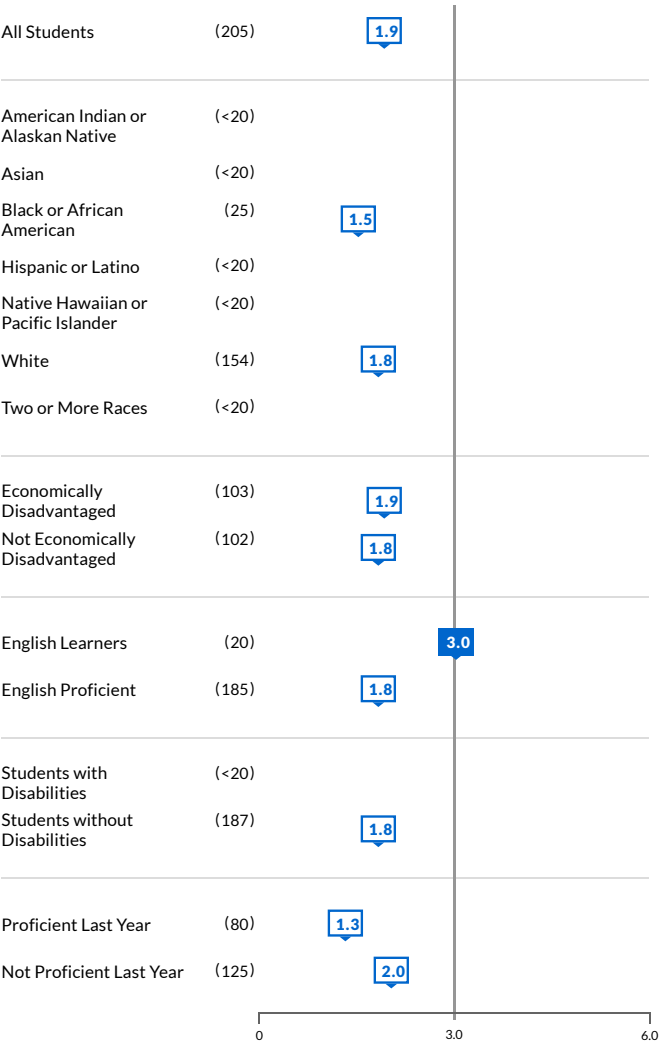 All Students (205) 1.9
American Indian or (<20)
Alaskan Native
Asian (<20)
Black or African (25) 1.5
American
Hispanic or Latino (<20)
Native Hawaiian or (<20)
Pacific Islander
White (154) 1.8
Two or More Races (<20)
Economically (103) 1.9
Disadvantaged
Not Economically (102) 1.8
Disadvantaged
English Learners (20) 3.0
English Proficient (185) 1.8
Students with (<20)
Disabilities
Students without (187) 1.8
Disabilities
Proficient Last Year (80) 1.3
Not Proficient Last Year (125) 2.0
0 3.0 6.0